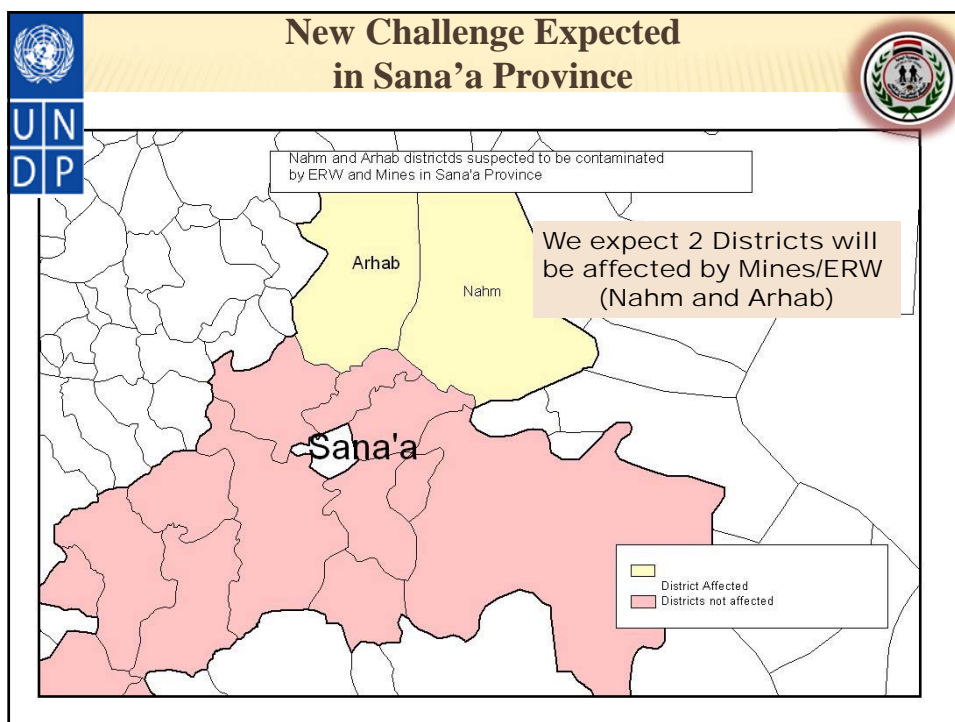 New Challenge Expected
in Sana’a Province
U N
D P
Nahm and Arhab districtds suspected to be contaminated
by ERW and Mines in Sana'a Province
We expect 2 Districts will
be affected by Mines/ERW
(Nahm and Arhab)
Arhab
Nahm
Sana'a
District Affected
Districts not affected